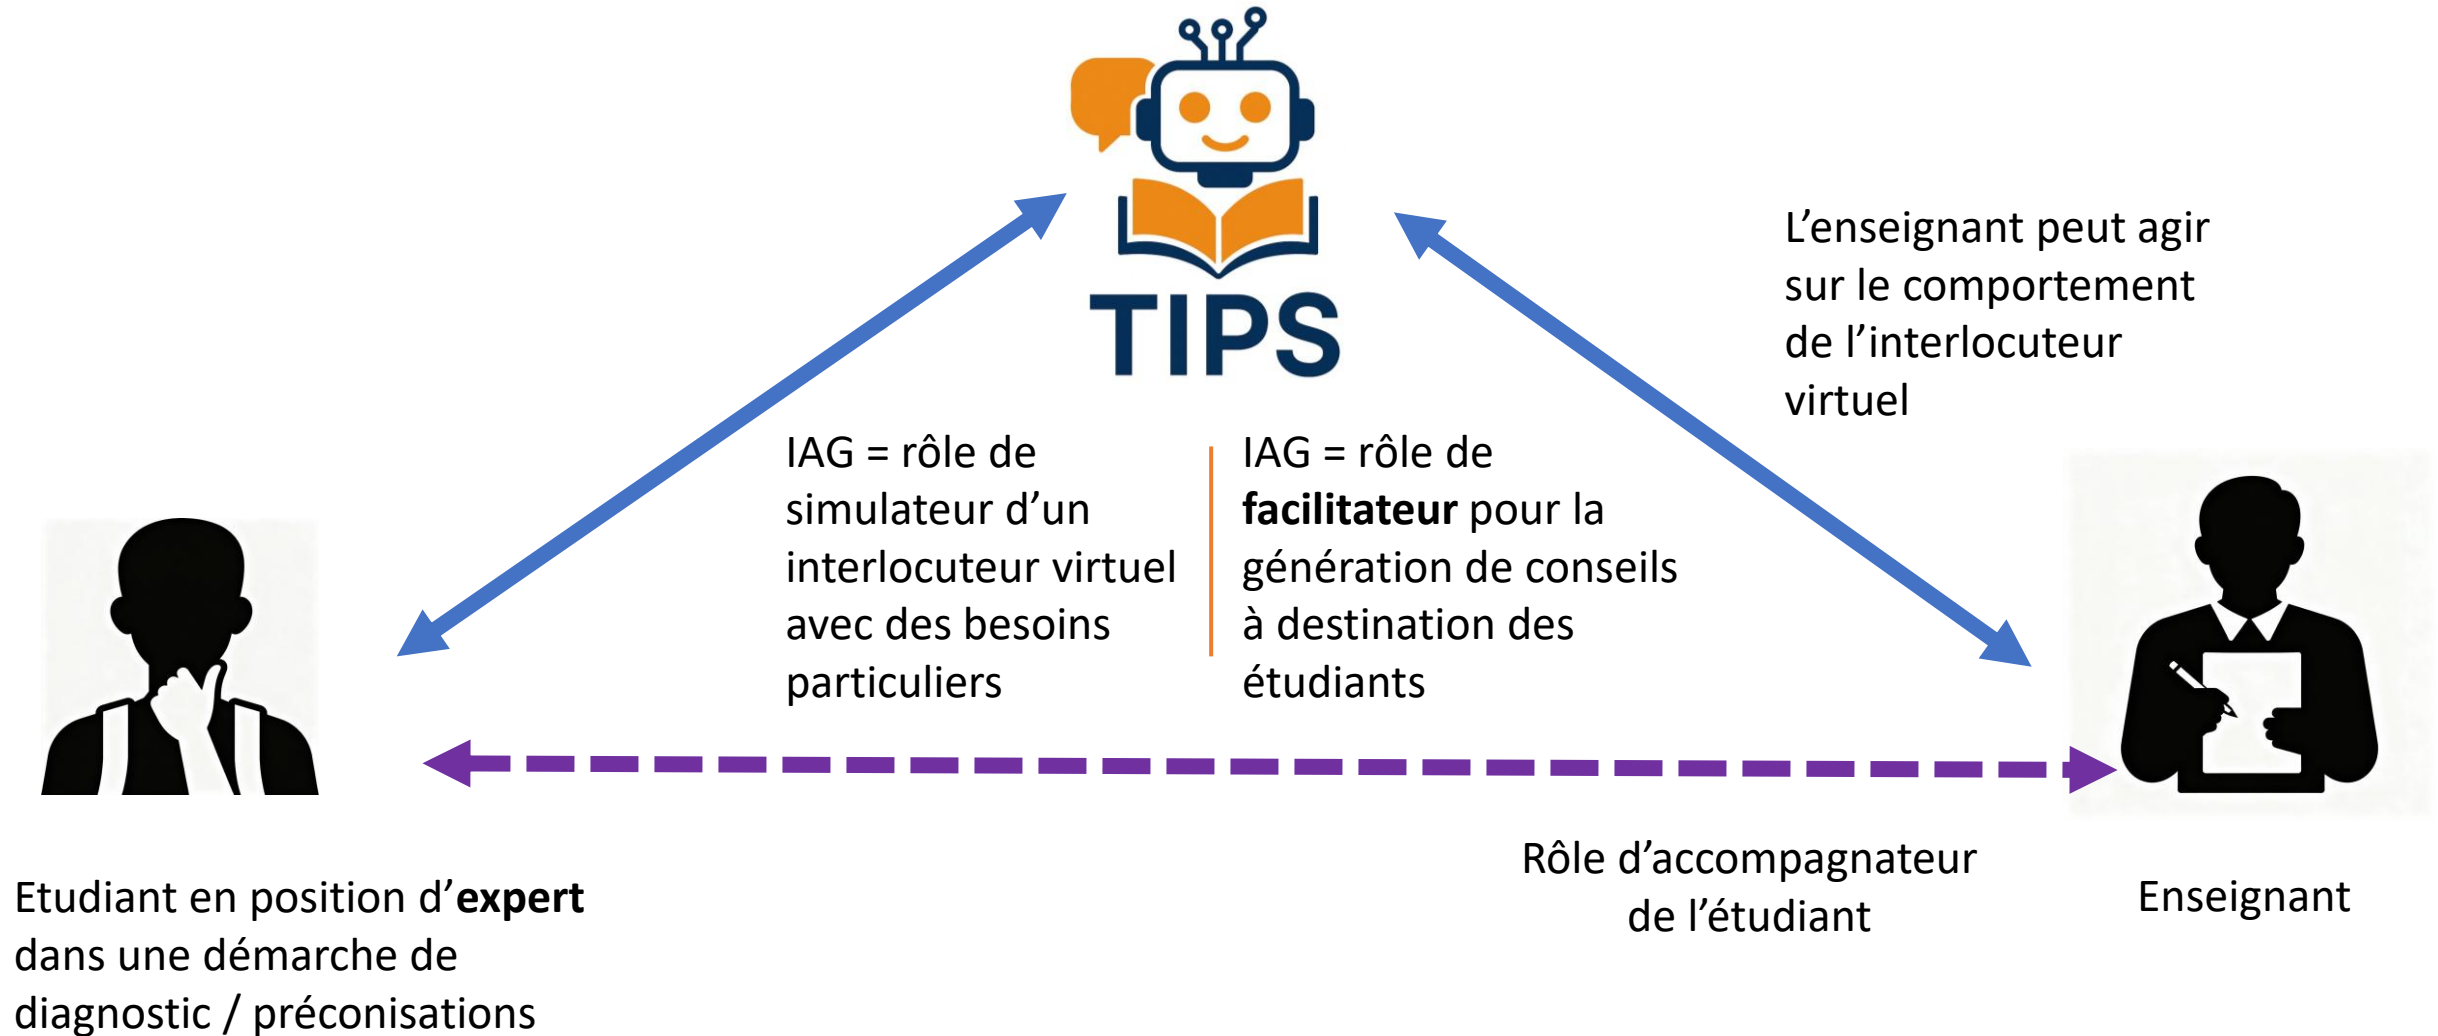 TIPS
L’enseignant peut agir
sur le comportement
de l’interlocuteur
virtuel
IAG = rôle de
simulateur d’un
interlocuteur virtuel
avec des besoins
particuliers
IAG = rôle de
facilitateur pour la
génération de conseils
à destination des
étudiants
Rôle d’accompagnateur
de l’étudiant
Enseignant
Etudiant en position d’expert
dans une démarche de
diagnostic / préconisations